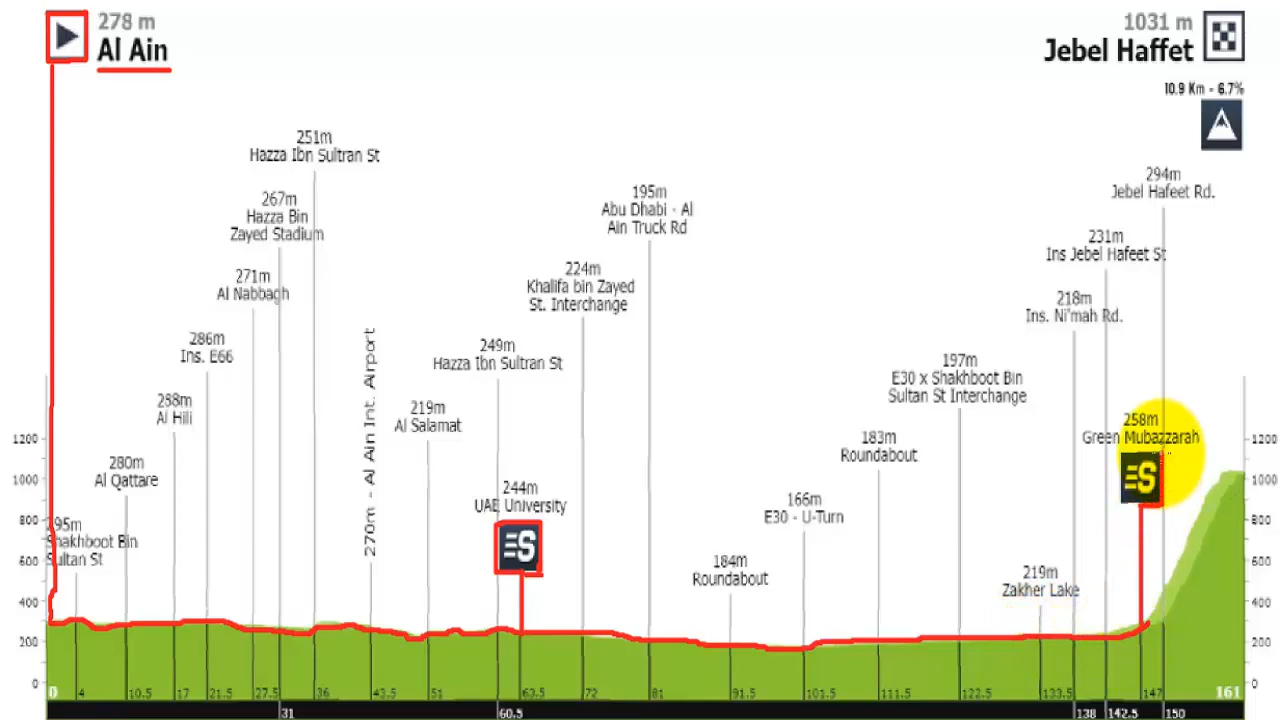 278 m
Al Ain
1031 m
Jebel Haffet
10.9 Km - 6.7%
251m
Hazza Ibn Sultran St
267m
Hazza Bin
Zayed Stadium
271m
Al Nabbagh
286m
Ins. E66
288m
Al Hili
280m
Al Qattare
295m
Shakhboot Bin
Sultan St
270m - Al Ain Int. Airport
219m
Al Salamat
249m
Hazza Ibn Sultran St
244m
UAE University
S
224m
Khalifa bin Zayed
St. Interchange
195m
Abu Dhabi - Al
Ain Truck Rd
184m
Roundabout
166m
E30 - U-Turn
183m
Roundabout
197m
E30 x Shakhboot Bin
Sultan St Interchange
219m
Zakher Lake
218m
Ins. Ni'mah Rd.
231m
Ins Jebel Hafeet St
294m
Jebel Hafeet Rd.
258m
Green Mubazzarah
S
1200
1000
800
600
400
200
0
1200
1000
800
600
400
200
0
0 4 10.5 17 21.5 27.5 36 43.5 51 63.5 72 81 91.5 101.5 111.5 122.5 133.5 147 161
31 60.5 138 142.5 150